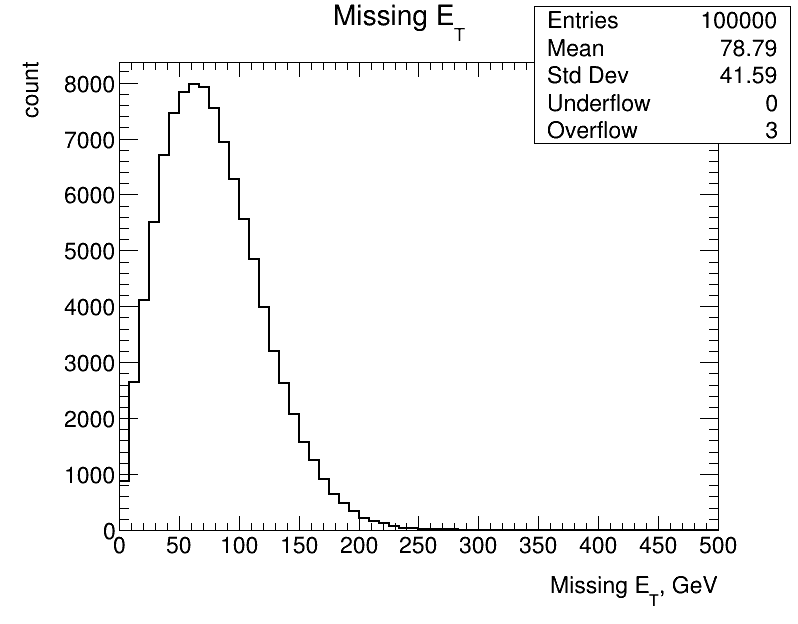 Missing E_T
Entries 100000
Mean 78.79
Std Dev 41.59
Underflow 0
Overflow 3
count
8000
7000
6000
5000
4000
3000
2000
1000
0
0 50 100 150 200 250 300 350 400 450 500
Missing E_T, GeV